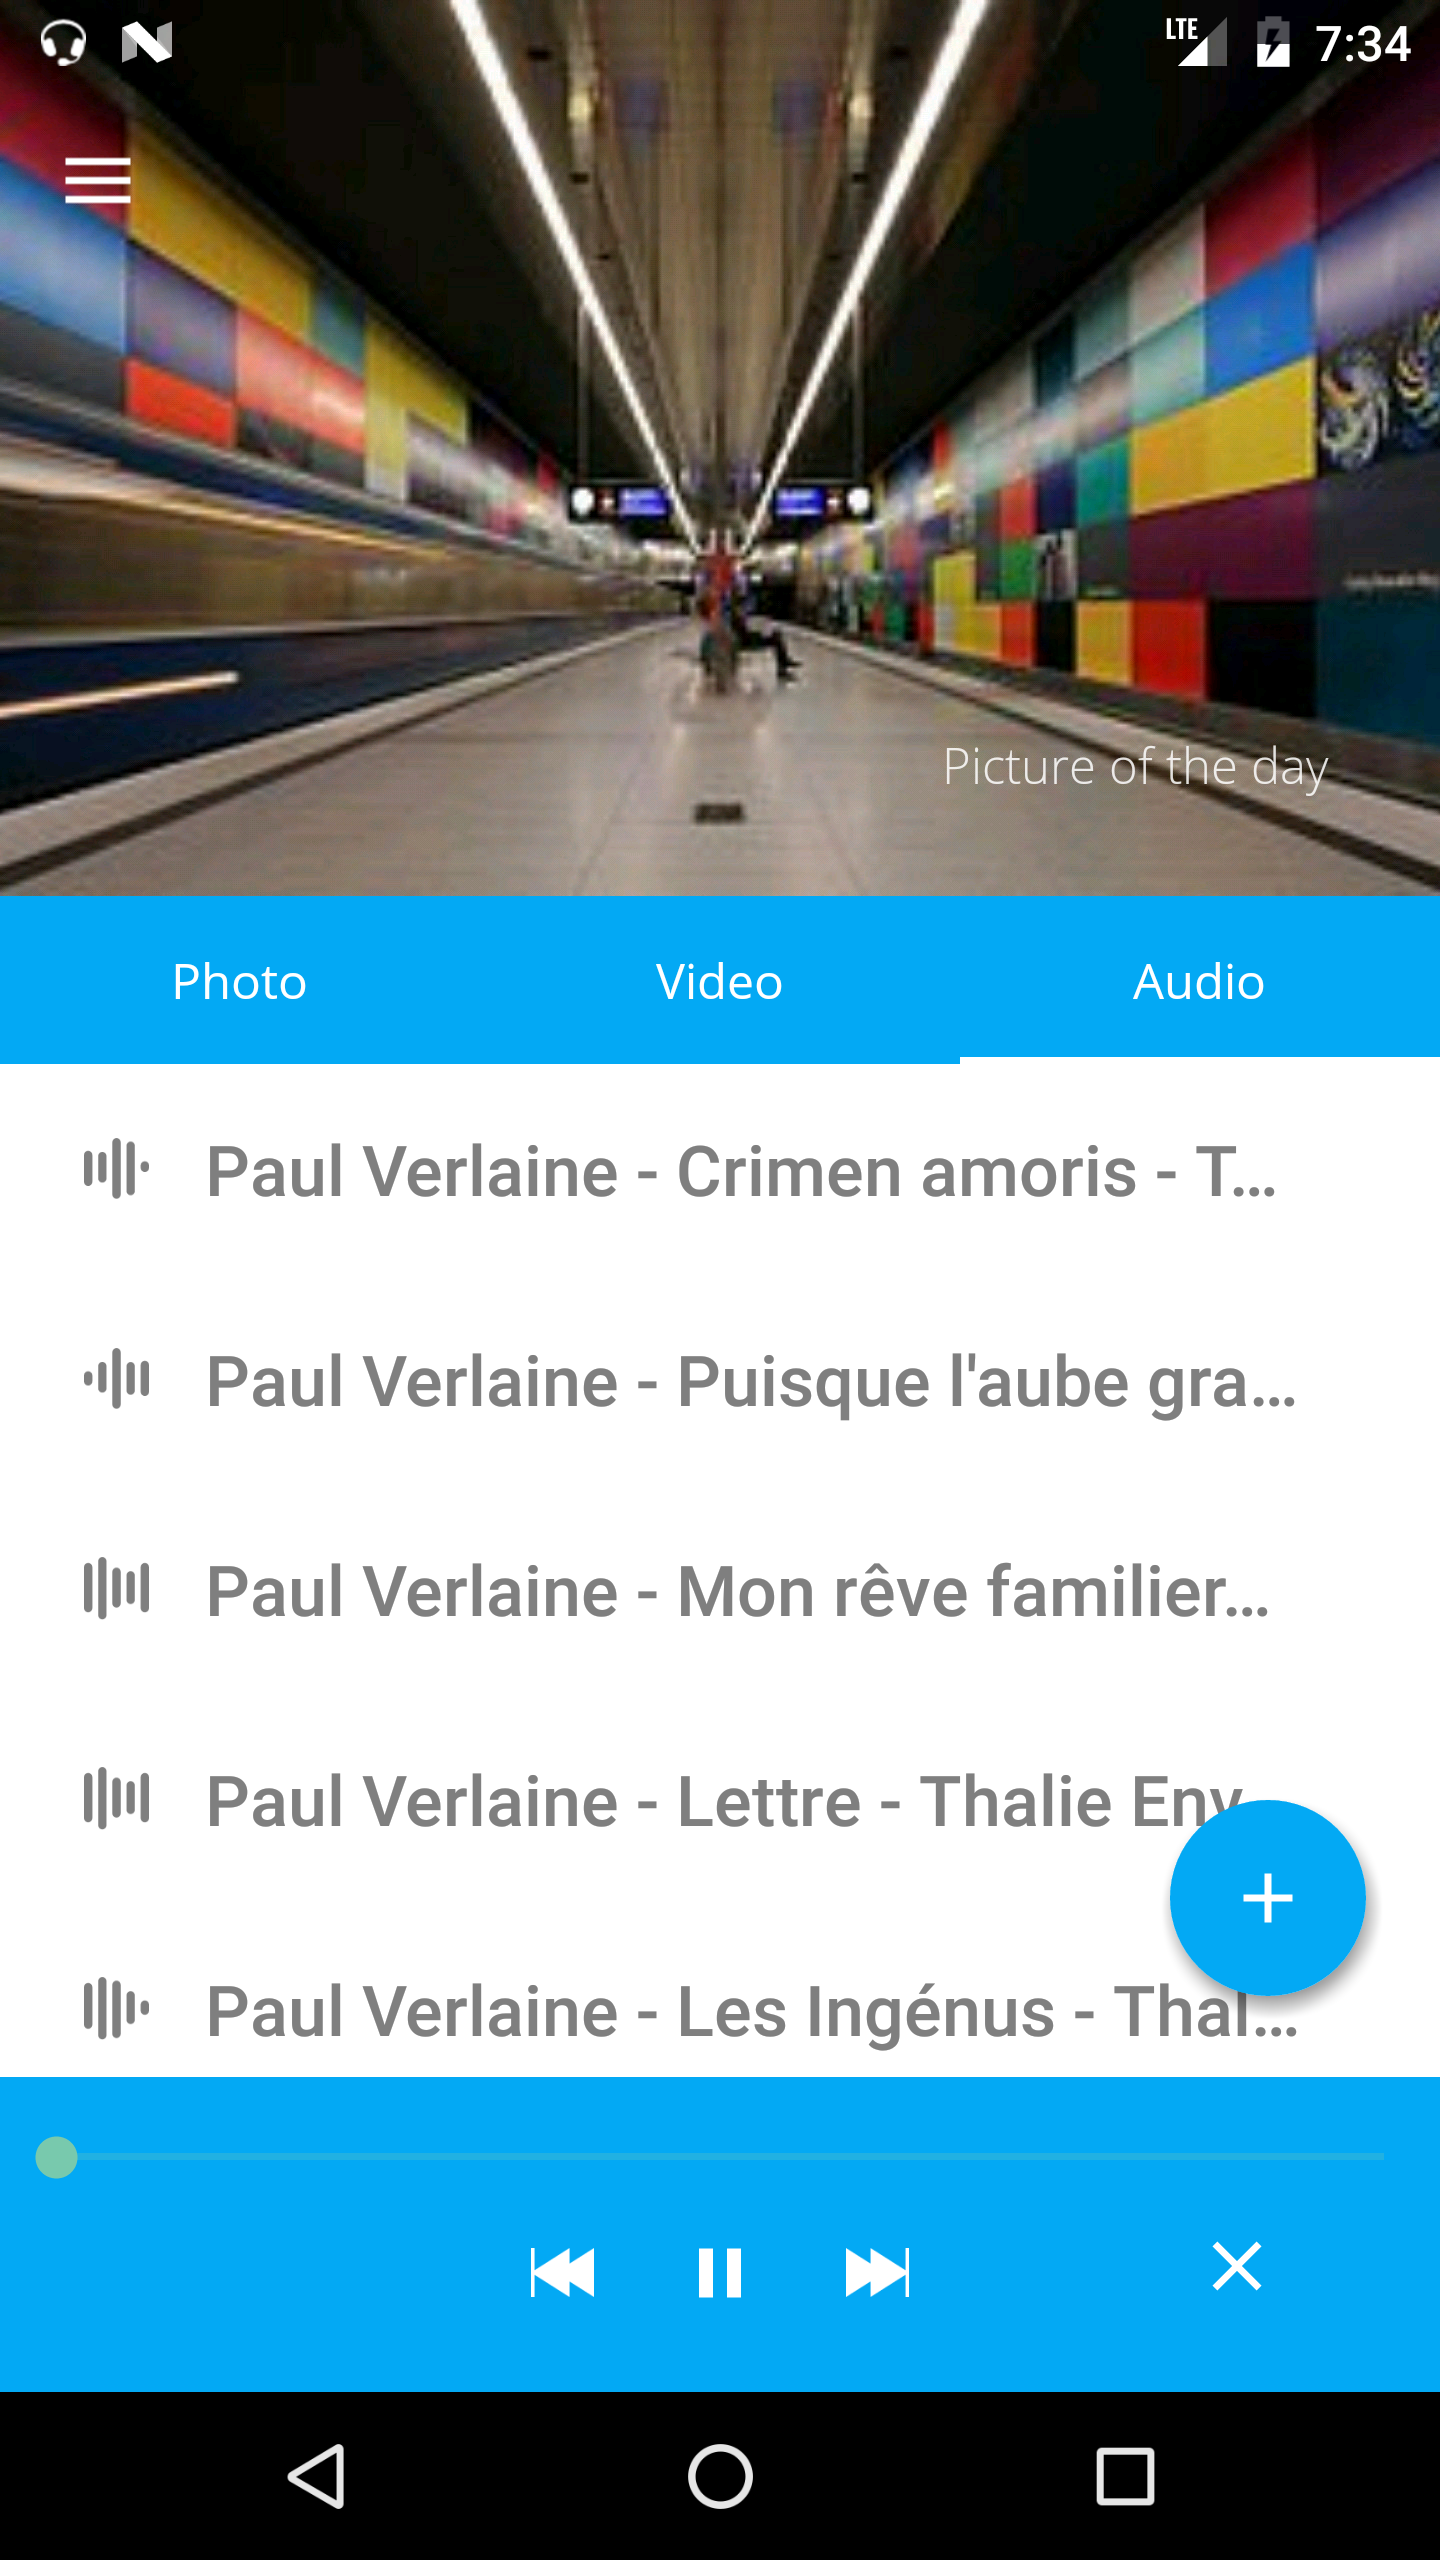 LTE 7:34
Picture of the day
Photo Video Audio
Paul Verlaine - Crimen amoris - T...
Paul Verlaine - Puisque l'aube gra...
Paul Verlaine - Mon rêve familier...
Paul Verlaine - Lettre - Thalie Env
Paul Verlaine - Les Ingénus - Thal...